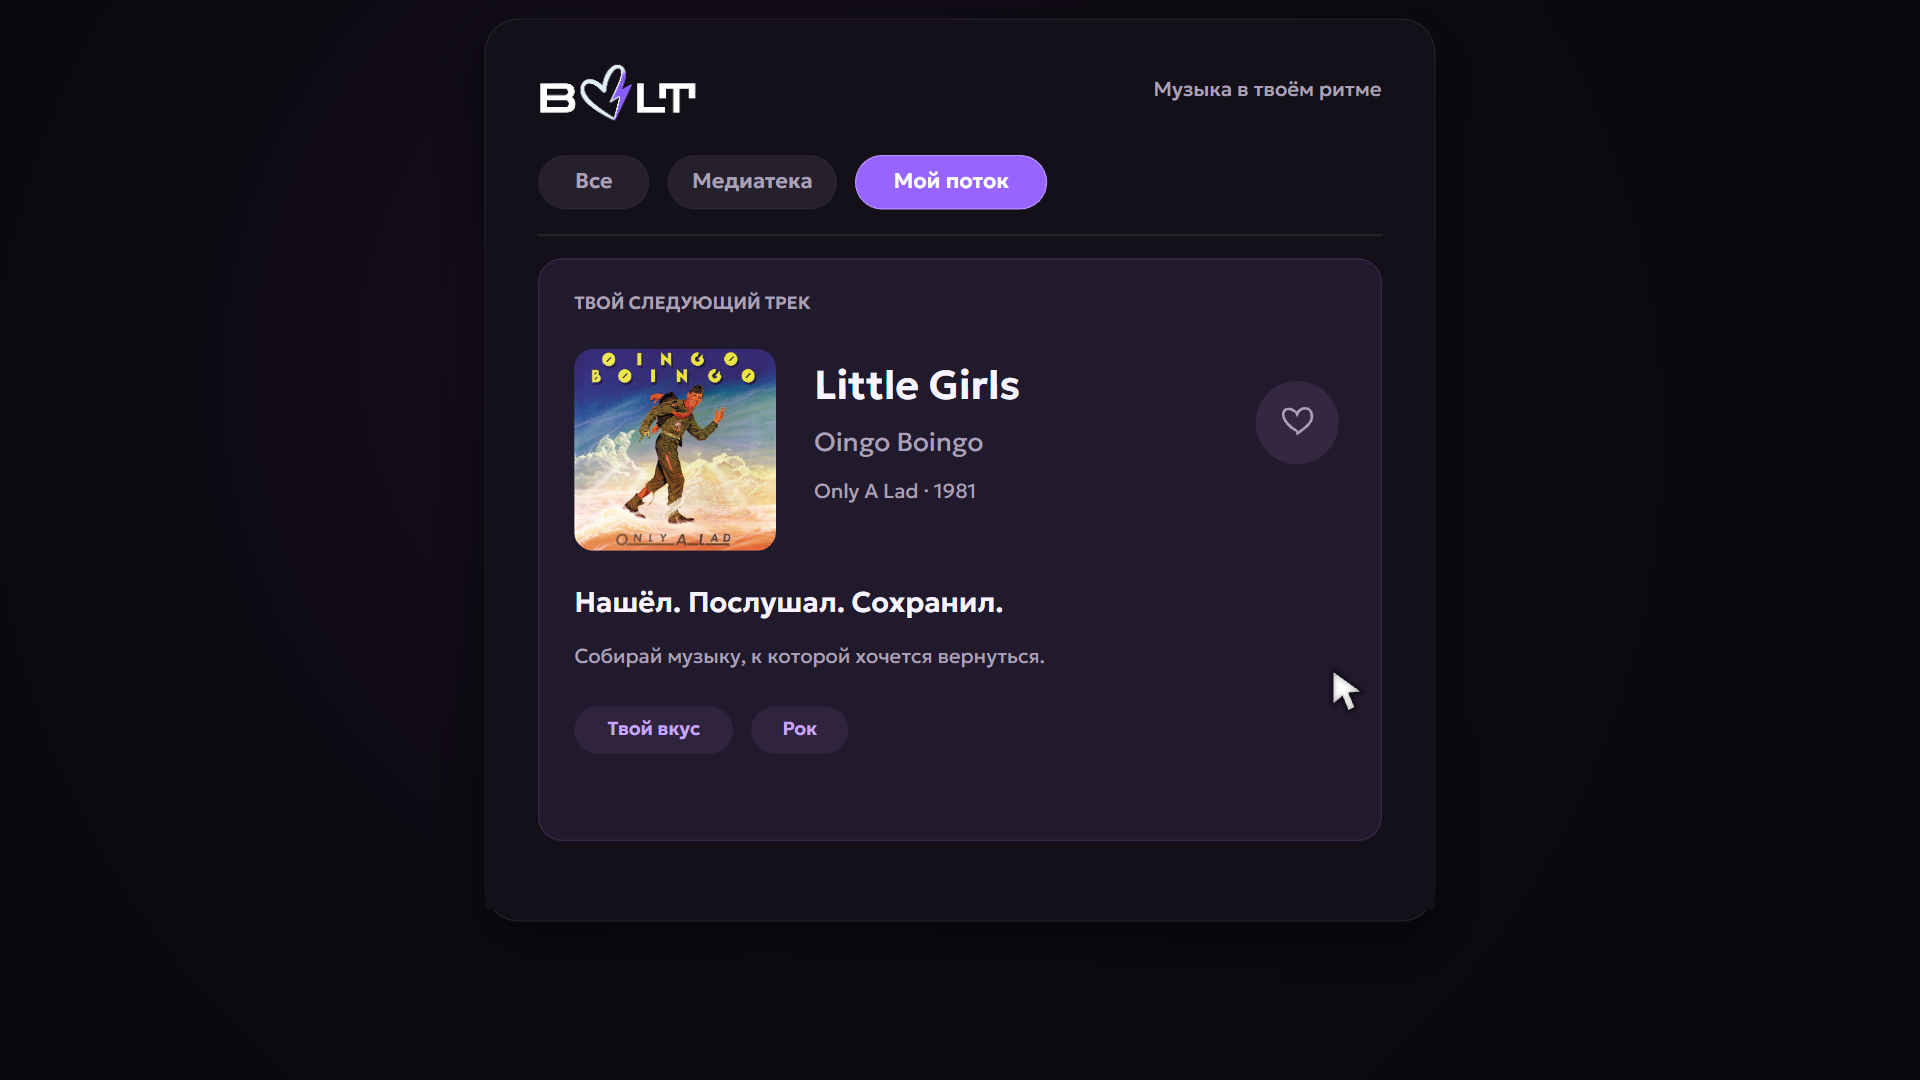 BOLT
Музыка в твоём ритме
Все
Медиатека
Мой поток
ТВОЙ СЛЕДУЮЩИЙ ТРЕК
OINGO
BOINGO
ONLY A LAD
Little Girls
Oingo Boingo
Only A Lad · 1981
Нашёл. Послушал. Сохранил.
Собирай музыку, к которой хочется вернуться.
Твой вкус
Рок